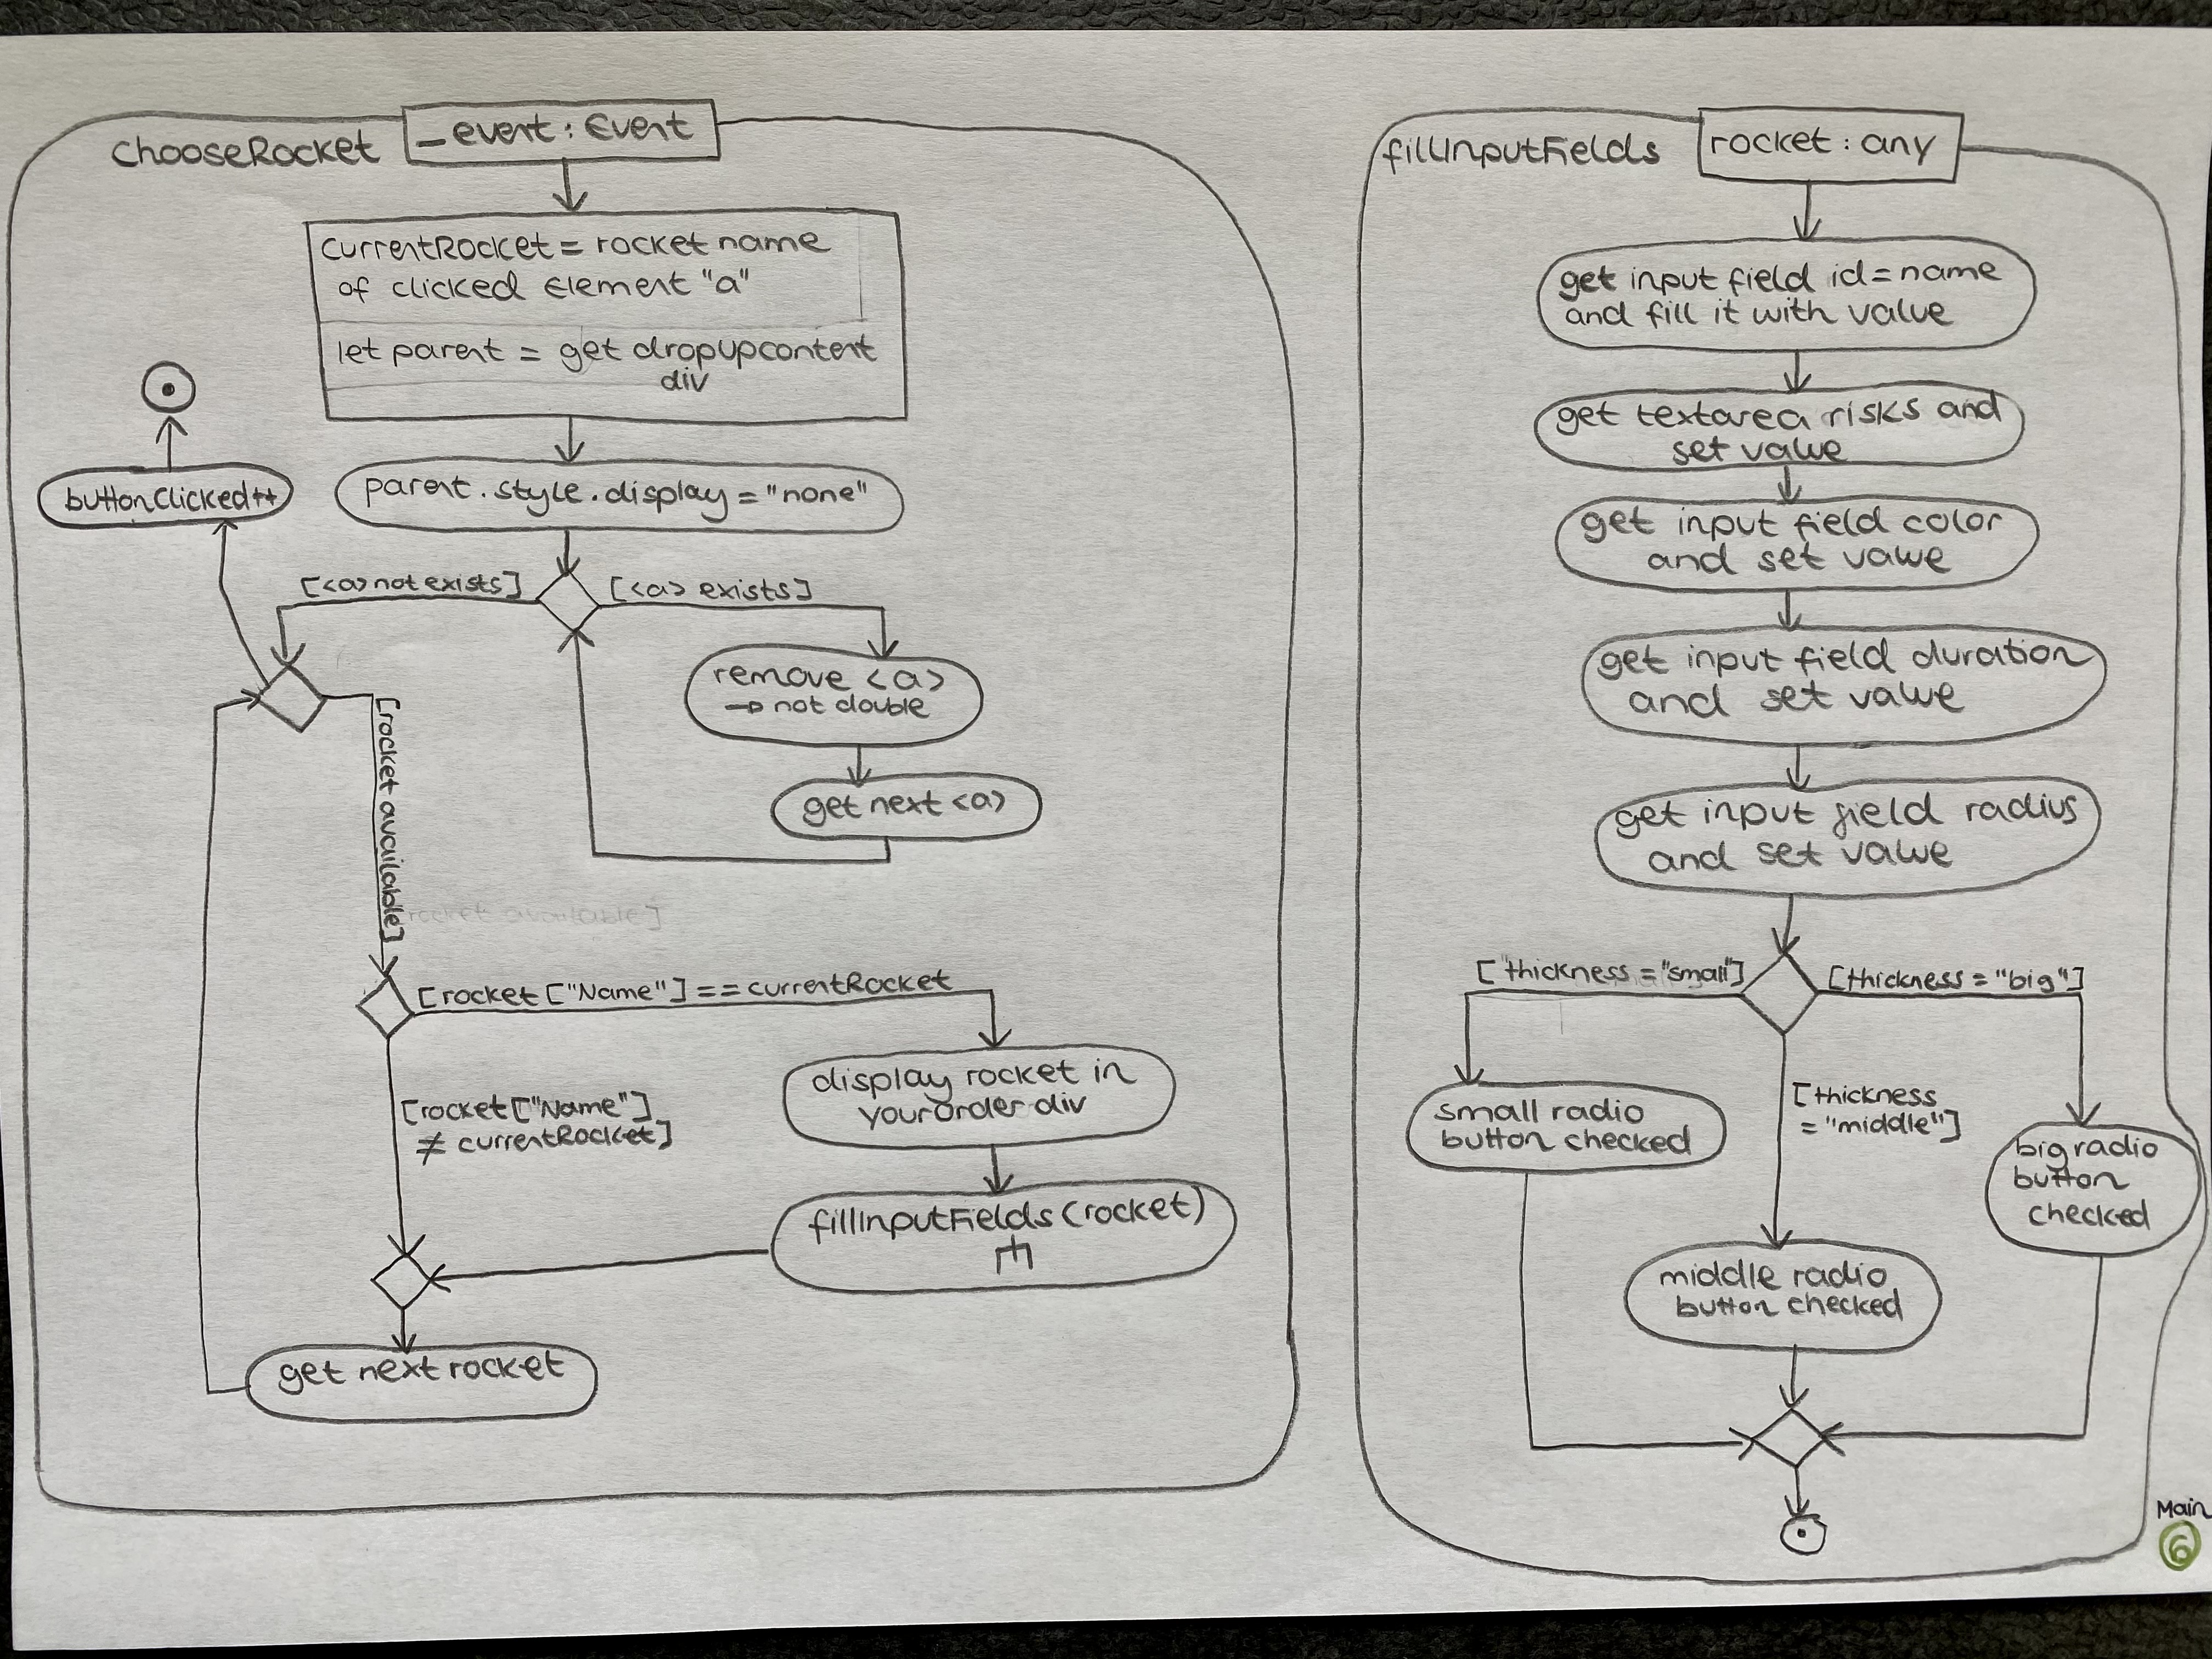 chooseRocket
_event : Event
currentRocket = rocket name
of clicked Element "a"
let parent = get dropupcontent
div
buttonClicked++
parent.style.display = "none"
[<a> not exists]
[<a> exists]
remove <a>
→ not double
get next <a>
[rocket available]
rocket available]
[rocket ["Name"] == currentRocket
[rocket ["Name"]
≠ currentRocket]
display rocket in
yourOrder div
fillInputFields (rocket)
get next rocket
fillInputFields
rocket : any
get input field id = name
and fill it with value
get textarea risks and
set value
get input field color
and set value
get input field duration
and set value
get input field radius
and set value
["thickness = "small"]
[thickness = "big"]
[thickness
= "middle"]
small radio
button checked
big radio
button
checked
middle radio
button checked
Main
6